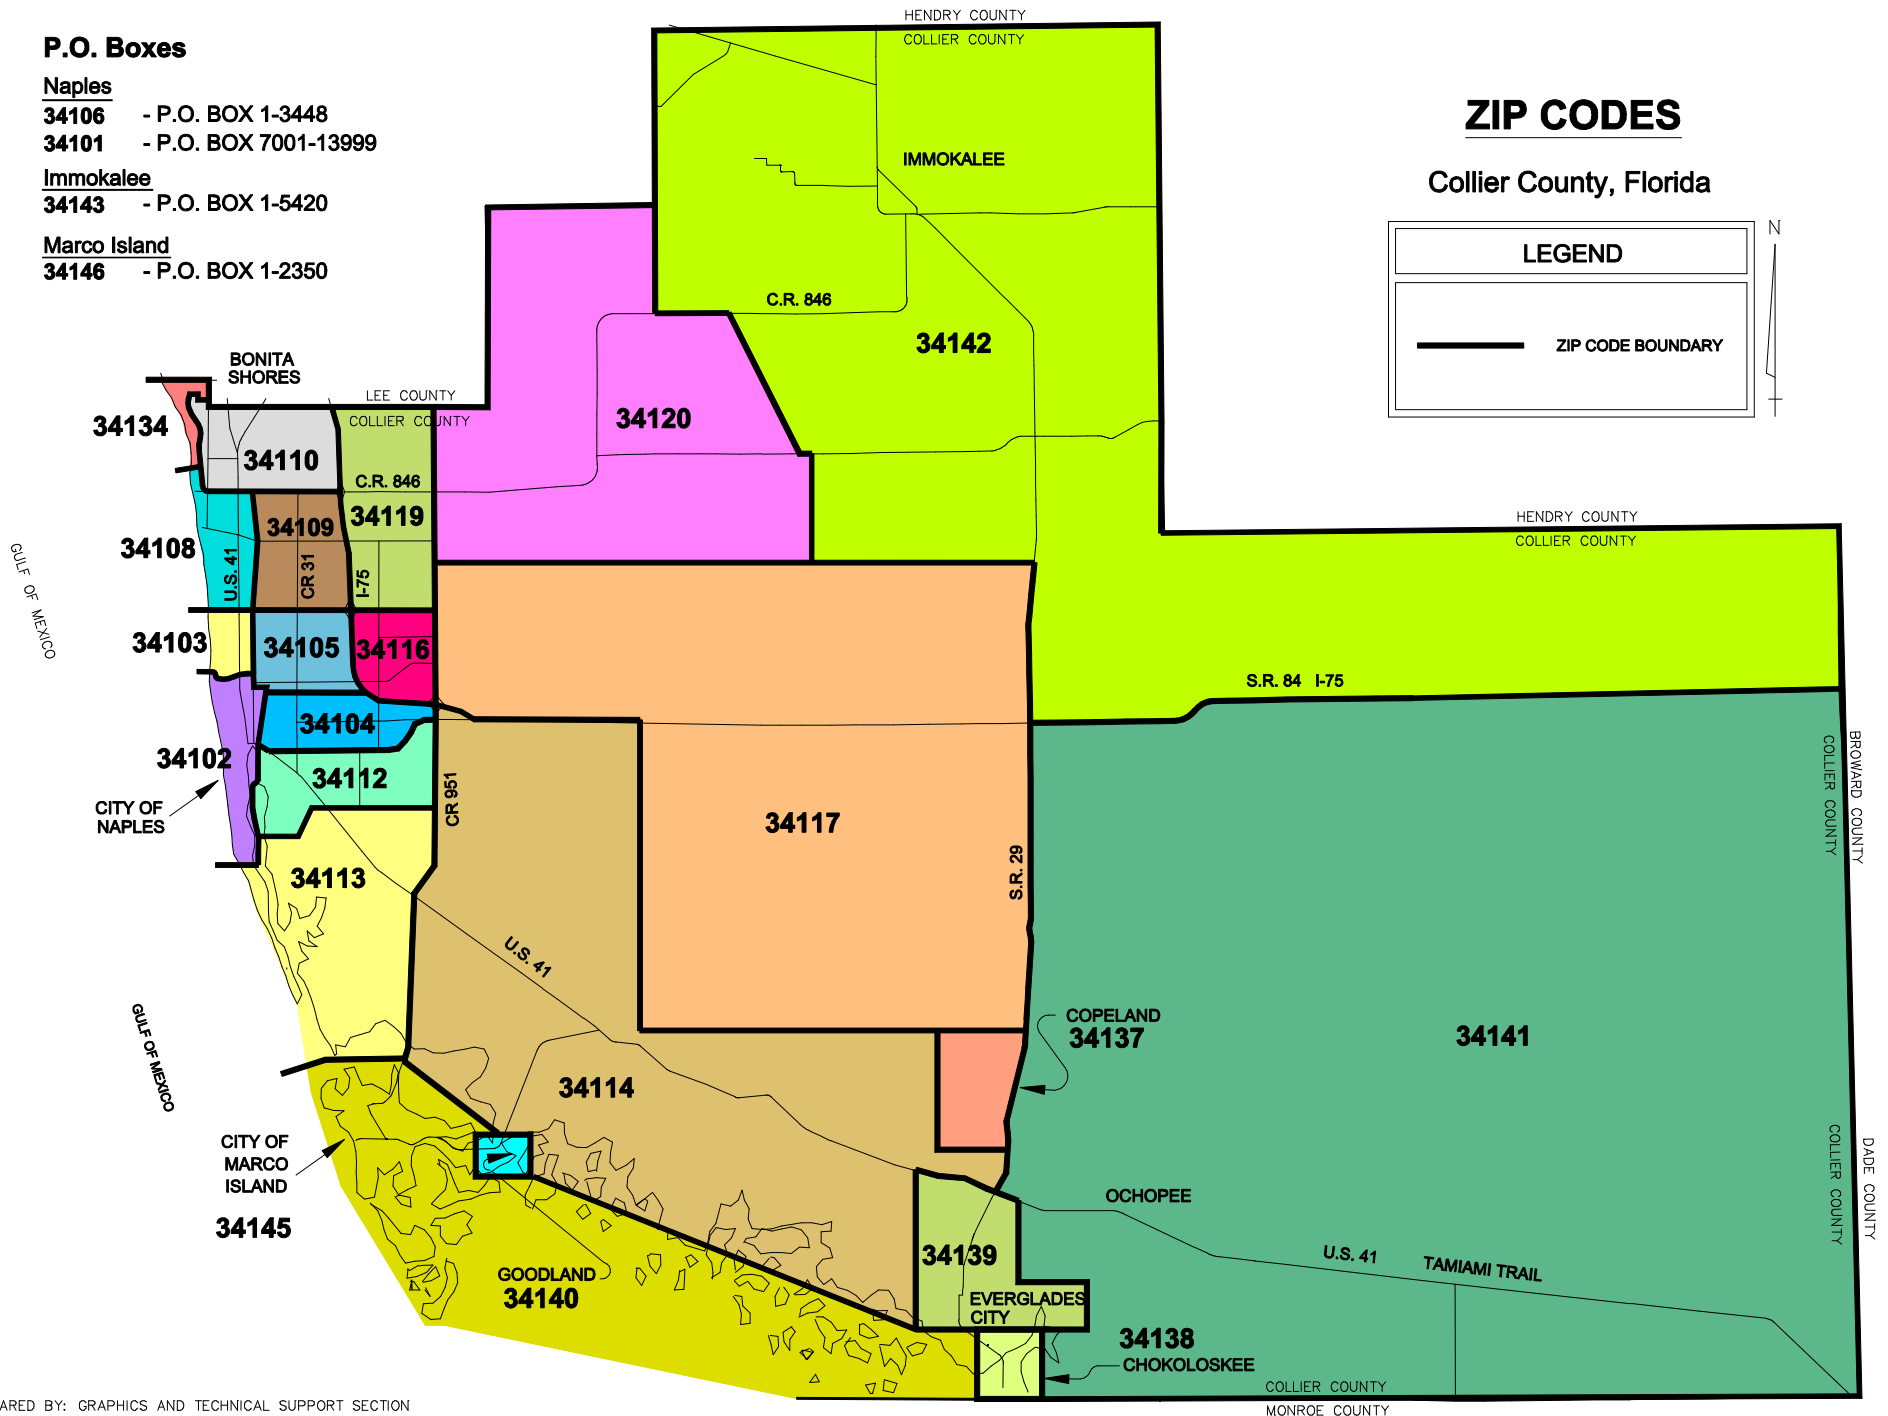 HENDRY COUNTY
COLLIER COUNTY
P.O. Boxes
Naples
34106 - P.O. BOX 1-3448
34101 - P.O. BOX 7001-13999
Immokalee
34143 - P.O. BOX 1-5420
Marco Island
34146 - P.O. BOX 1-2350
ZIP CODES
Collier County, Florida
N
LEGEND
ZIP CODE BOUNDARY
IMMOKALEE
C.R. 846
34142
BONITA
SHORES
LEE COUNTY
COLLIER COUNTY
34134
34120
34110
C.R. 846
34119
34109
34108
U.S. 41
CR 31
I-75
GULF OF MEXICO
HENDRY COUNTY
COLLIER COUNTY
34103
34105
34116
S.R. 84 I-75
34104
34102
34112
CITY OF
NAPLES
CR 951
34117
S.R. 29
BROWARD COUNTY
COLLIER COUNTY
34113
U.S. 41
GULF OF MEXICO
COPELAND
34137
34141
34114
CITY OF
MARCO
ISLAND
34145
DADE COUNTY
COLLIER COUNTY
OCHOPEE
U.S. 41
TAMIAMI TRAIL
34139
GOODLAND
34140
EVERGLADES
CITY
34138
CHOKOLOSKEE
COLLIER COUNTY
MONROE COUNTY
ARED BY: GRAPHICS AND TECHNICAL SUPPORT SECTION